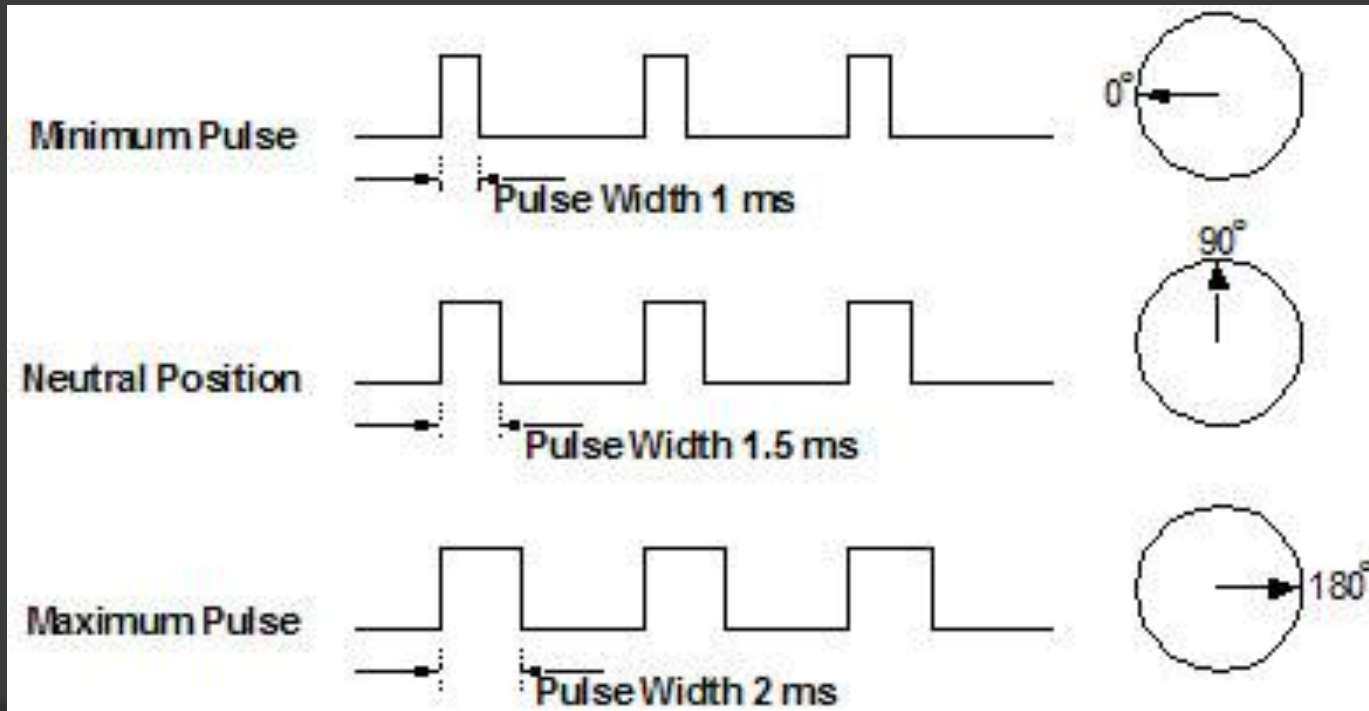 Minimum Pulse
Pulse Width 1 ms
0°
Neutral Position
Pulse Width 1.5 ms
90°
Maximum Pulse
Pulse Width 2 ms
180°